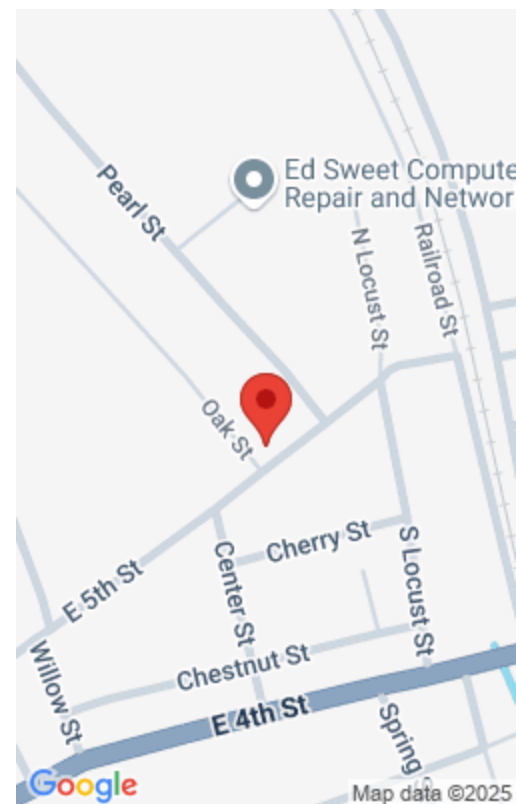 Ed Sweet Compute
Repair and Networ
Pearl St
N Locust St
Railroad St
Oak St
Cherry St
S Locust St
E 5th St
Center St
Willow St
Chestnut St
E 4th St
Spring S
Google
Map data ©2025